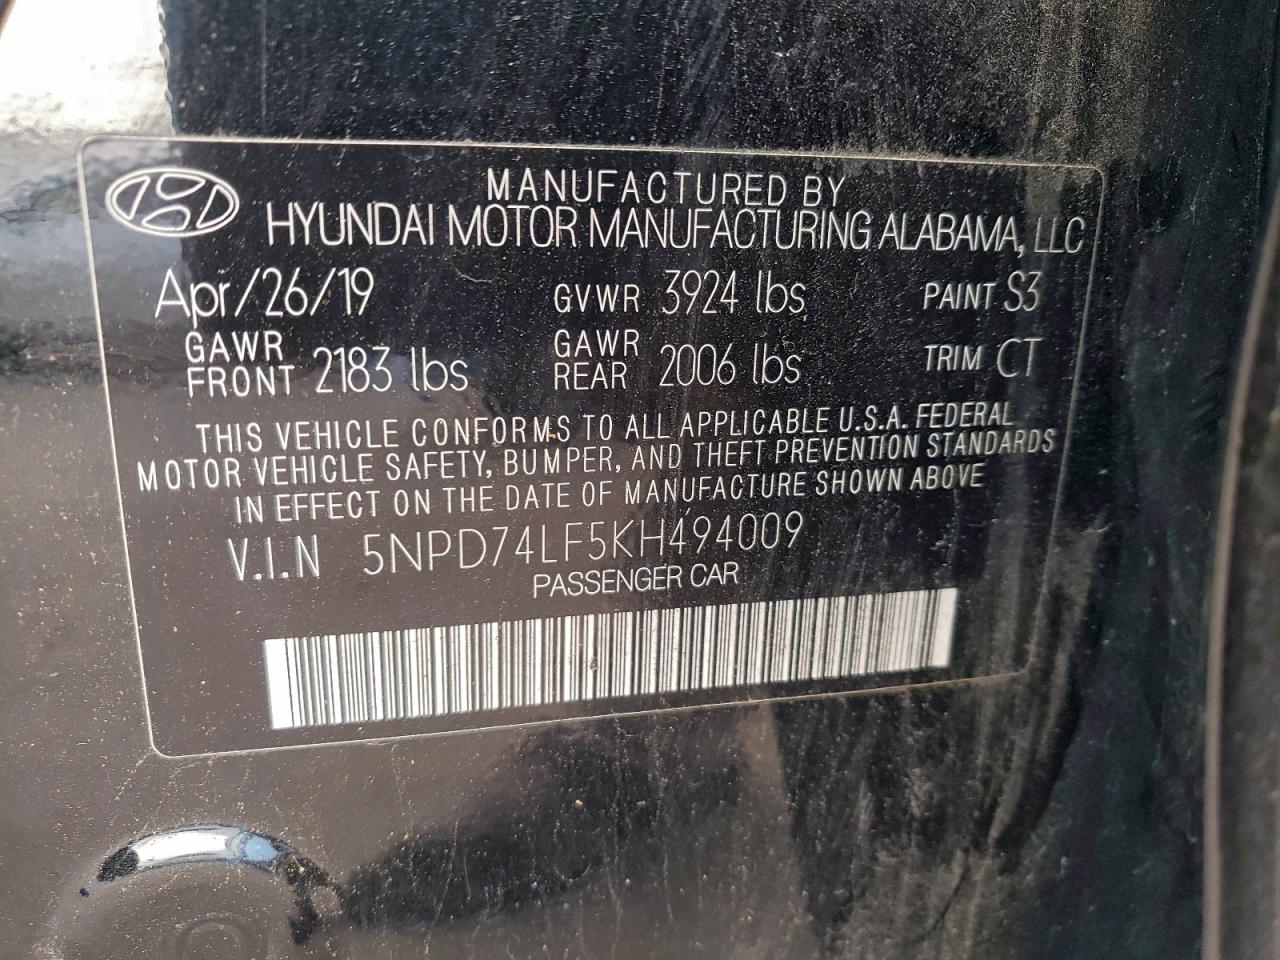 MANUFACTURED BY
HYUNDAI MOTOR MANUFACTURING ALABAMA, LLC
Apr/26/19 GVWR 3924 lbs PAINT S3
GAWR FRONT 2183 lbs GAWR REAR 2006 lbs TRIM CT
THIS VEHICLE CONFORMS TO ALL APPLICABLE U.S.A. FEDERAL
MOTOR VEHICLE SAFETY, BUMPER, AND THEFT PREVENTION STANDARDS
IN EFFECT ON THE DATE OF MANUFACTURE SHOWN ABOVE
V.I.N 5NPD74LF5KH494009
PASSENGER CAR